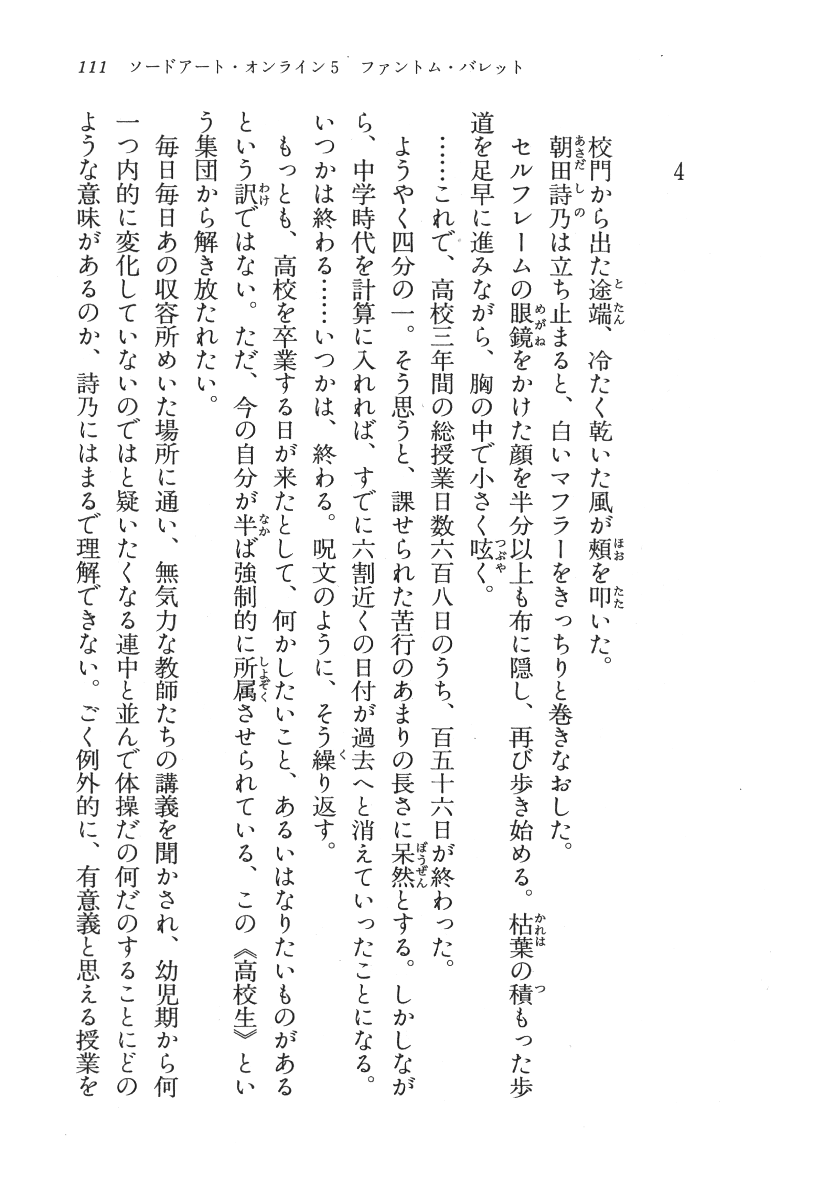 111　ソードアート・オンライン5　ファントム・バレット
4
校門から出た途端、冷たく乾いた風が頬を叩いた。
朝田詩乃は立ち止まると、白いマフラーをきっちりと巻きなおした。
セルフレームの眼鏡をかけた顔を半分以上も布に隠し、再び歩き始める。枯葉の積もった歩
道を足早に進みながら、胸の中で小さく呟く。
……これで、高校三年間の総授業日数六百八日のうち、百五十六日が終わった。
ようやく四分の一。そう思うと、課せられた苦行のあまりの長さに呆然とする。しかしなが
ら、中学時代を計算に入れれば、すでに六割近くの日付が過去へと消えていったことになる。
いつかは終わる……いつかは、終わる。呪文のように、そう繰り返す。
もっとも、高校を卒業する日が来たとして、何かしたいこと、あるいはなりたいものがある
という訳ではない。ただ、今の自分が半ば強制的に所属させられている、この《高校生》とい
う集団から解き放たれたい。
毎日毎日あの収容所めいた場所に通い、無気力な教師たちの講義を聞かされ、幼児期から何
一つ内的に変化していないのではと疑いたくなる連中と並んで体操だの何だのすることにどの
ような意味があるのか、詩乃にはまるで理解できない。ごく例外的に、有意義と思える授業を